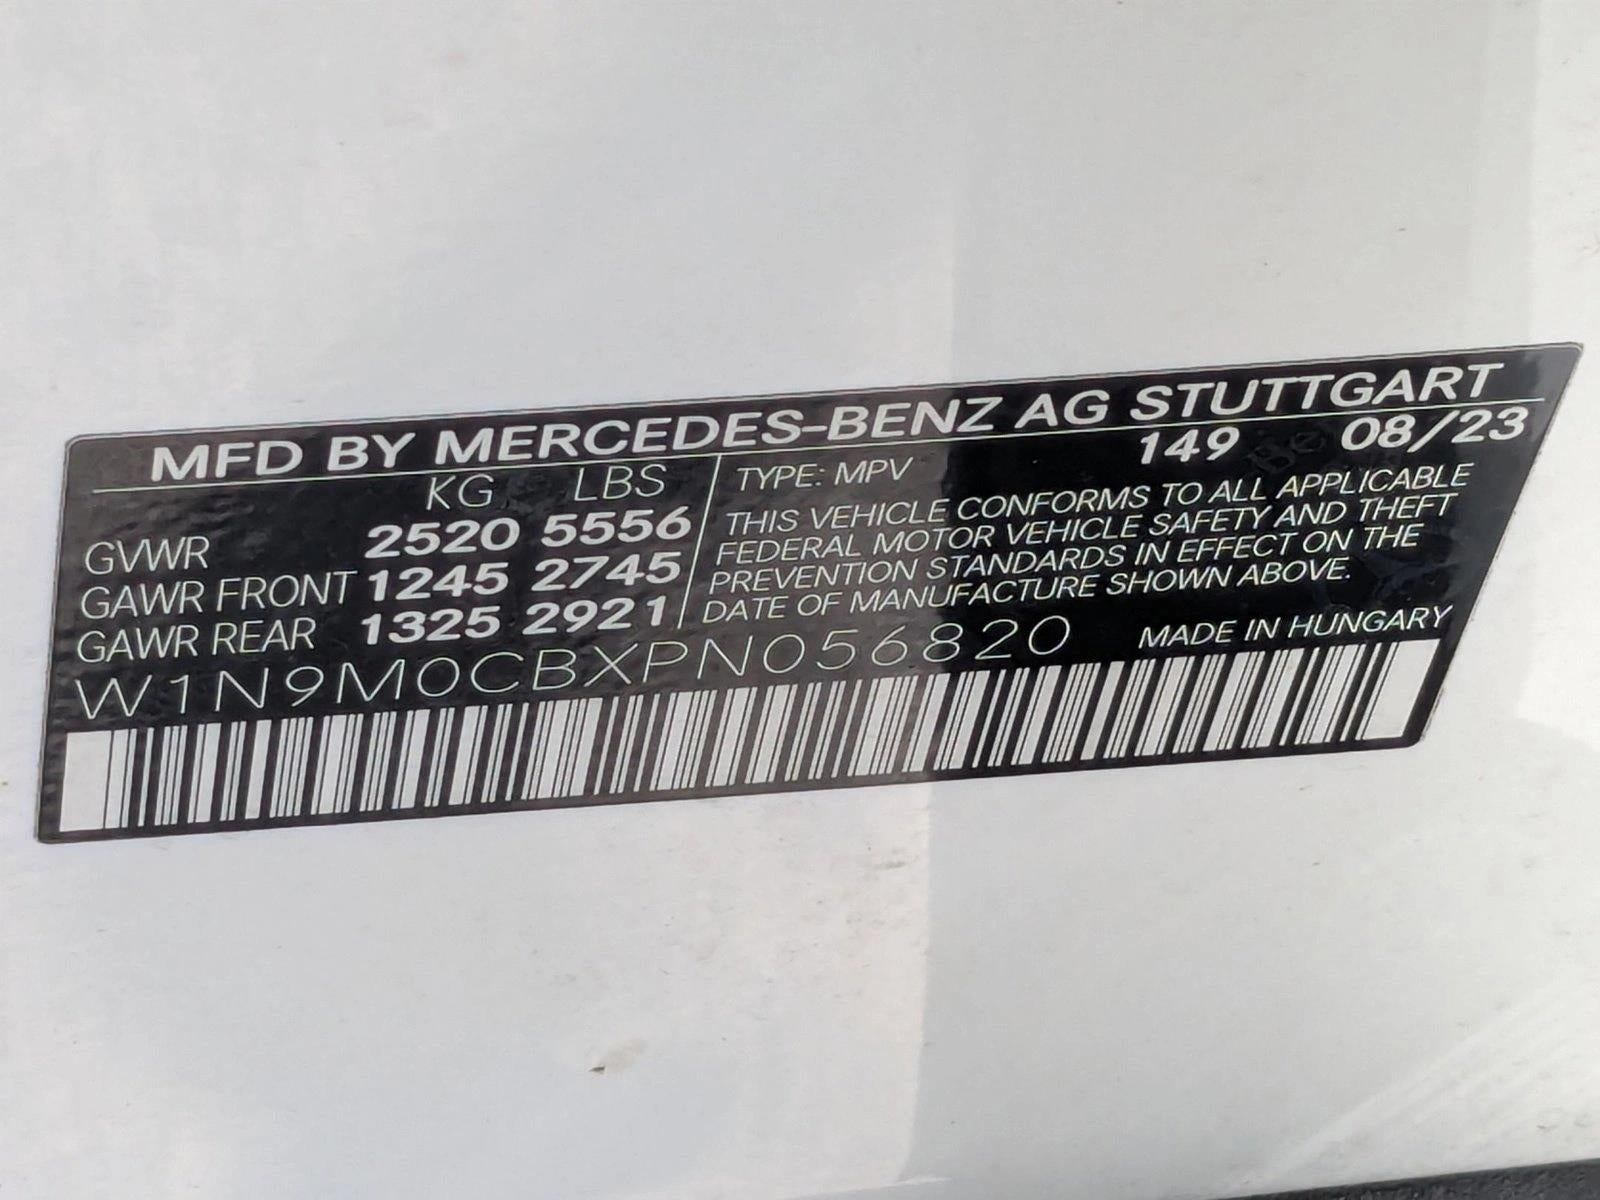 MFD BY MERCEDES-BENZ AG STUTTGART
KG LBS
GVWR 2520 5556
GAWR FRONT 1245 2745
GAWR REAR 1325 2921
TYPE: MPV 149 08/23
THIS VEHICLE CONFORMS TO ALL APPLICABLE
FEDERAL MOTOR VEHICLE SAFETY AND THEFT
PREVENTION STANDARDS IN EFFECT ON THE
DATE OF MANUFACTURE SHOWN ABOVE.
W1N9M0CBXPN056820 MADE IN HUNGARY